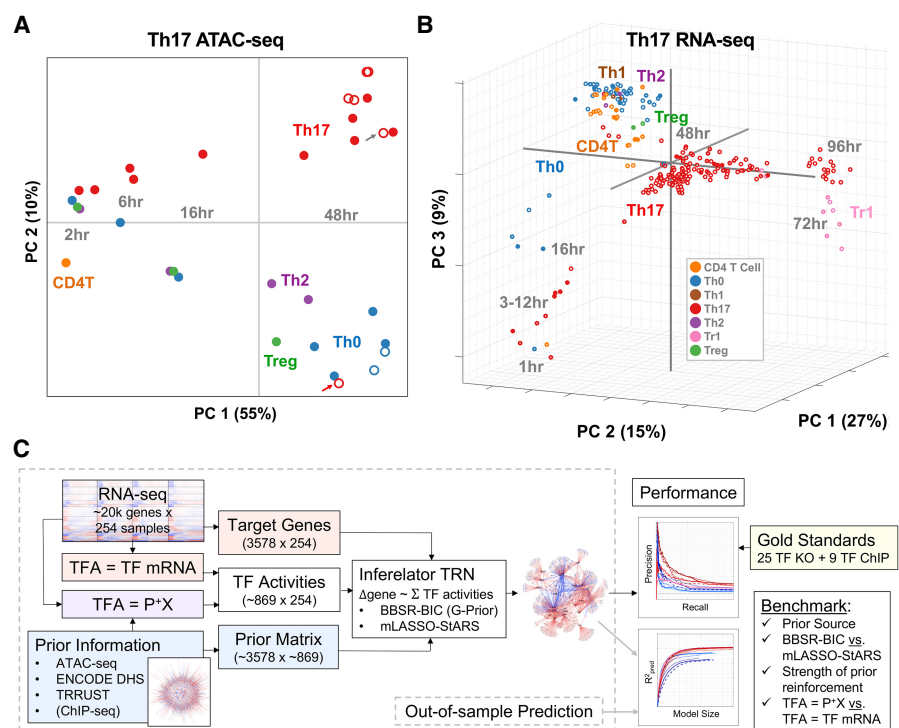 A
Th17 ATAC-seq
Th17
6hr
16hr
48hr
2hr
CD4T
Th2
Th0
Treg
PC 2 (10%)
PC 1 (55%)
B
Th17 RNA-seq
Th1
Th2
Treg
48hr
CD4T
96hr
Th0
Th17
72hr
Tr1
16hr
3-12hr
1hr
CD4 T Cell
Th0
Th1
Th17
Th2
Tr1
Treg
PC 3 (9%)
PC 2 (15%)
PC 1 (27%)
C
RNA-seq
~20k genes x
254 samples
TFA = TF mRNA
TFA = P⁺X
Prior Information
• ATAC-seq
• ENCODE DHS
• TRRUST
• (ChIP-seq)
Target Genes
(3578 x 254)
TF Activities
(~869 x 254)
Prior Matrix
(~3578 x ~869)
Inferelator TRN
Δgene ~ Σ TF activities
• BBSR-BIC (G-Prior)
• mLASSO-StARS
Out-of-sample Prediction
Performance
Precision
Recall
R²pred
Model Size
Gold Standards
25 TF KO + 9 TF ChIP
Benchmark:
✓ Prior Source
✓ BBSR-BIC vs.
mLASSO-StARS
✓ Strength of prior
reinforcement
✓ TFA = P⁺X vs.
TFA = TF mRNA